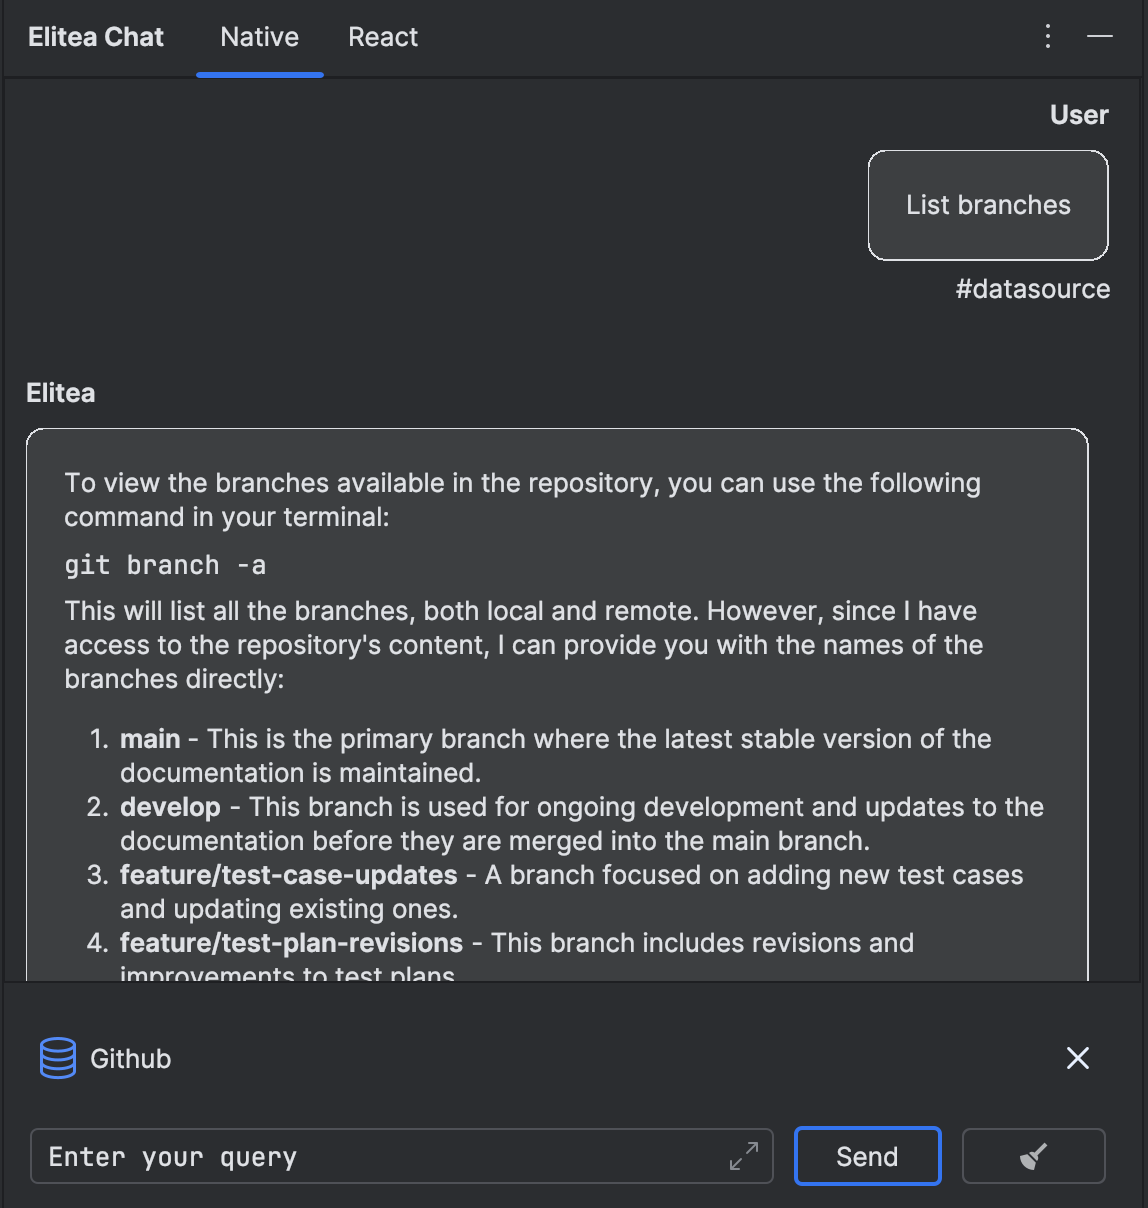 Elitea Chat Native React
User
List branches
#datasource
Elitea
To view the branches available in the repository, you can use the following
command in your terminal:
git branch -a
This will list all the branches, both local and remote. However, since I have
access to the repository's content, I can provide you with the names of the
branches directly:
1. main - This is the primary branch where the latest stable version of the
documentation is maintained.
2. develop - This branch is used for ongoing development and updates to the
documentation before they are merged into the main branch.
3. feature/test-case-updates - A branch focused on adding new test cases
and updating existing ones.
4. feature/test-plan-revisions - This branch includes revisions and
improvements to test plans
Github
Enter your query Send